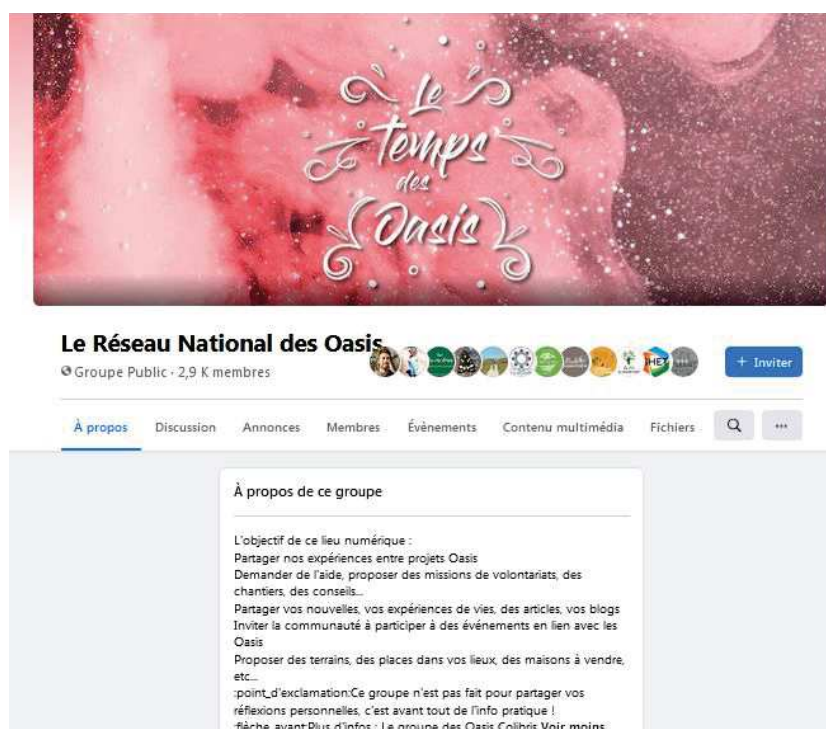 Le
temps
des
Oasis
Le Réseau National des Oasis
Groupe Public · 2,9 K membres
+ Inviter
À propos Discussion Annonces Membres Évènements Contenu multimédia Fichiers
À propos de ce groupe
L'objectif de ce lieu numérique :
Partager nos expériences entre projets Oasis
Demander de l'aide, proposer des missions de volontariats, des
chantiers, des conseils...
Partager vos nouvelles, vos expériences de vies, des articles, vos blogs
Inviter la communauté à participer à des événements en lien avec les
Oasis
Proposer des terrains, des places dans vos lieux, des maisons à vendre,
etc...
:point_d'exclamation:Ce groupe n'est pas fait pour partager vos
réflexions personnelles, c'est avant tout de l'info pratique !
:flèche_avant:Plus d'infos : Le groupe des Oasis Colibris Voir moins